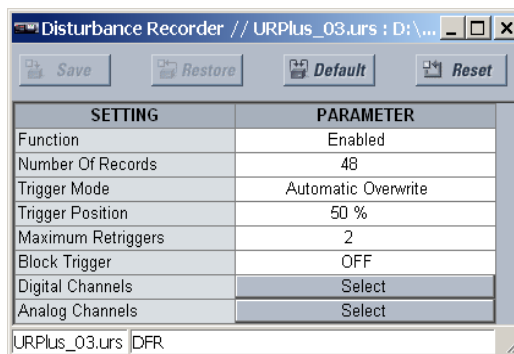 Disturbance Recorder // URPlus_03.urs : D:\...
Save Restore Default Reset
SETTING PARAMETER
Function Enabled
Number Of Records 48
Trigger Mode Automatic Overwrite
Trigger Position 50 %
Maximum Retriggers 2
Block Trigger OFF
Digital Channels Select
Analog Channels Select
URPlus_03.urs DFR